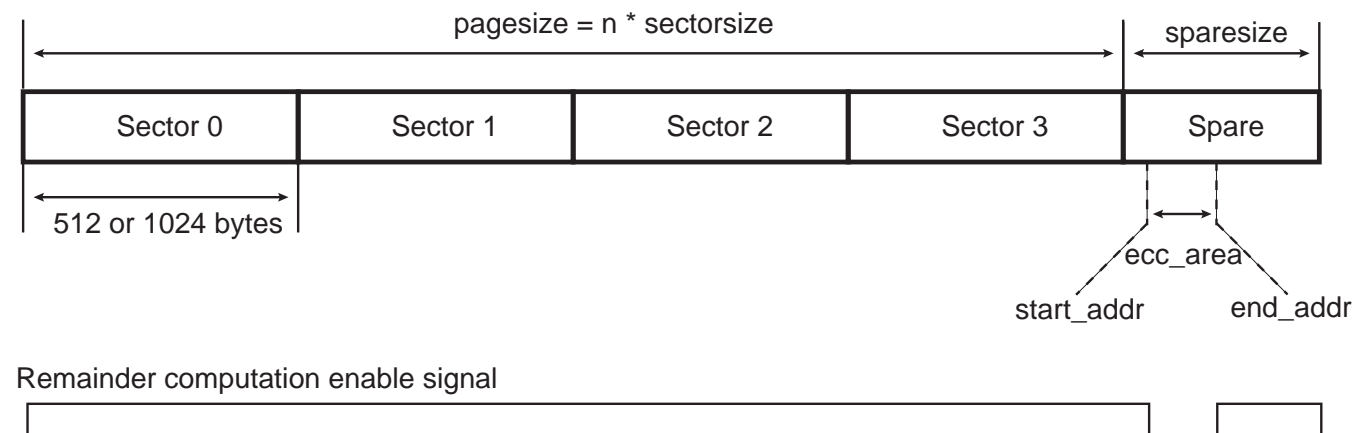 pagesize = n * sectorsize
sparesize
Sector 0
Sector 1
Sector 2
Sector 3
Spare
512 or 1024 bytes
ecc_area
start_addr
end_addr
Remainder computation enable signal